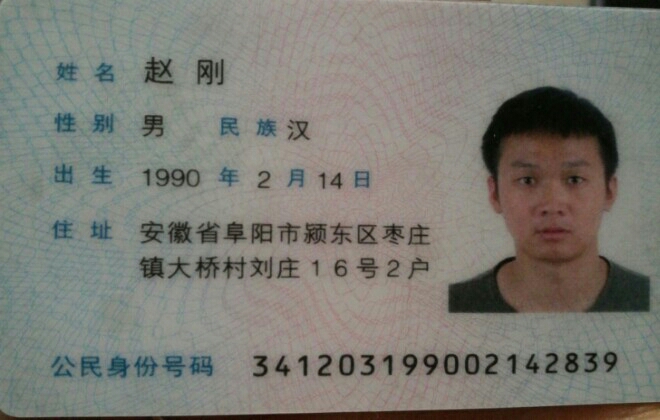 姓名 赵刚
性别 男 民族 汉
出生 1990 年 2 月 14 日
住址 安徽省阜阳市颍东区枣庄
镇大桥村刘庄16号2户
公民身份号码 341203199002142839